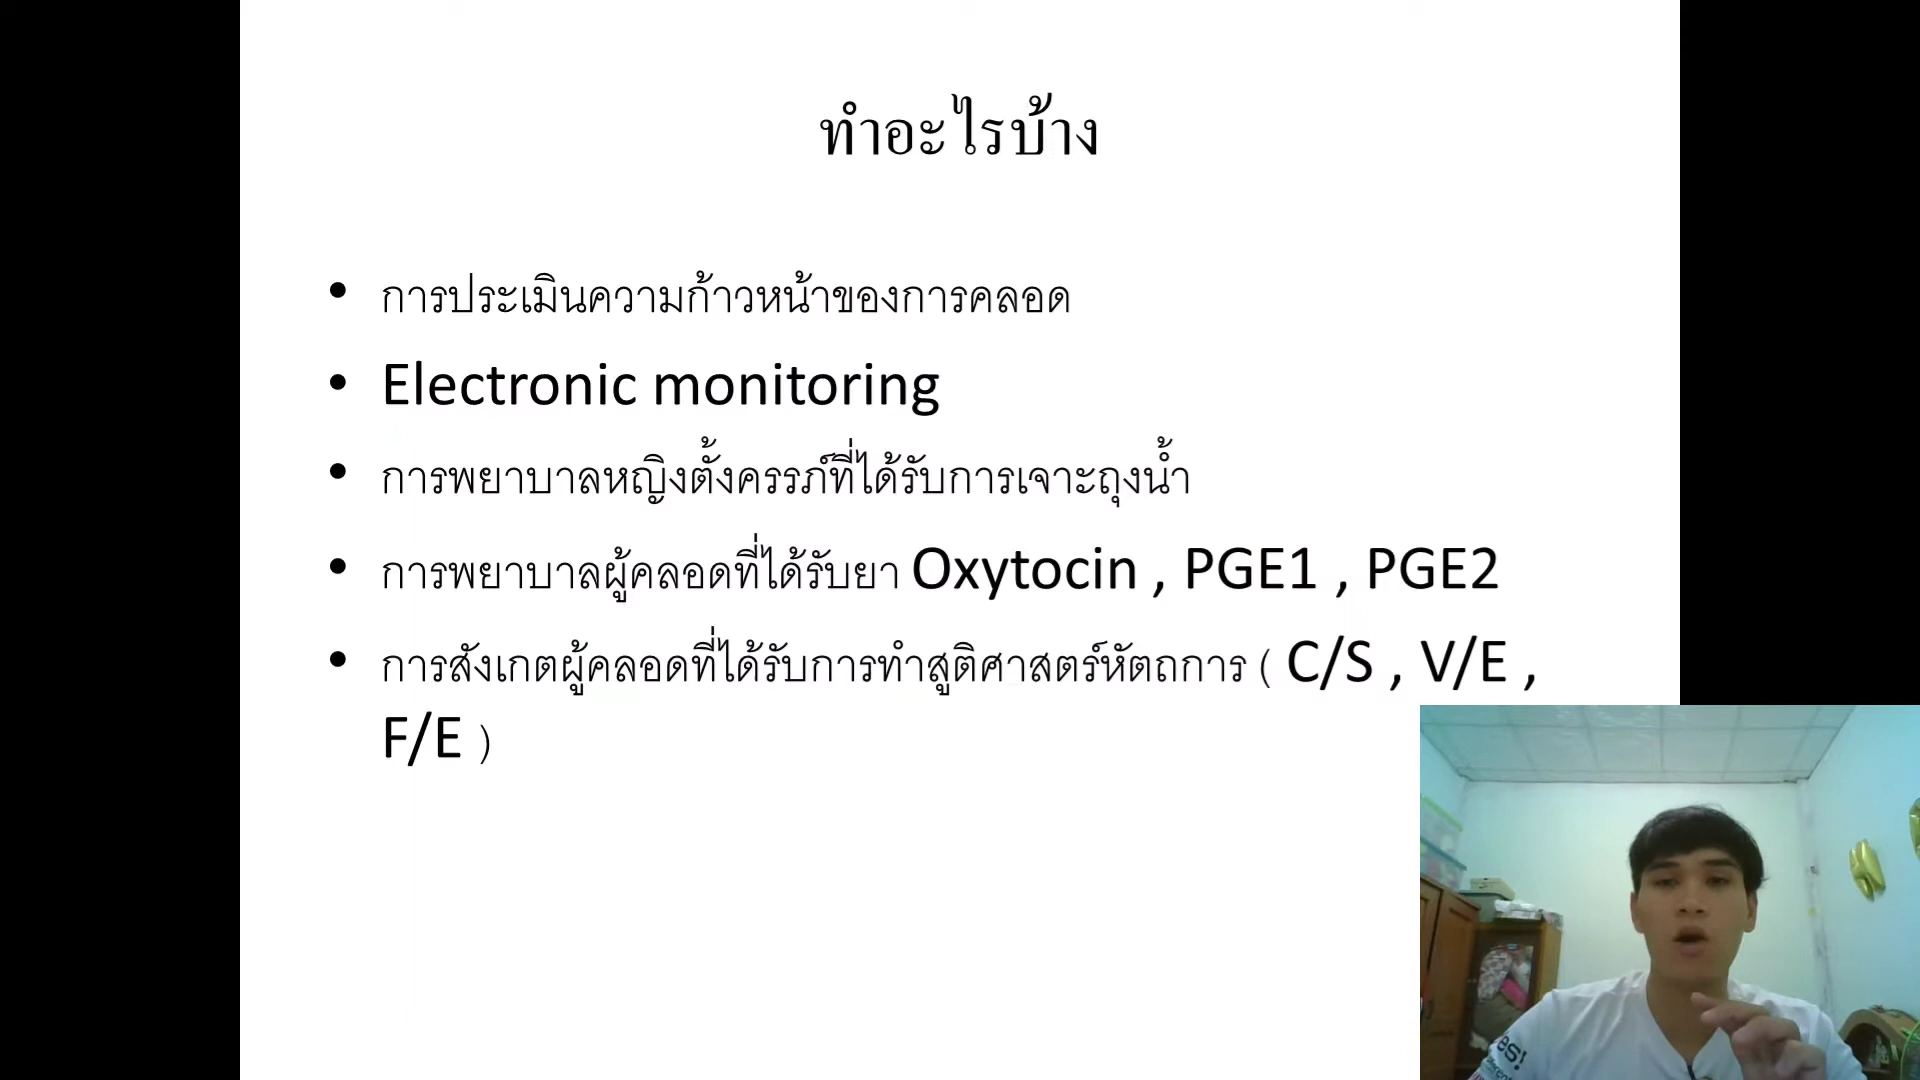 ทำอะไรบ้าง
• การประเมินความก้าวหน้าของการคลอด
• Electronic monitoring
• การพยาบาลหญิงตั้งครรภ์ที่ได้รับการเจาะถุงน้ำ
• การพยาบาลผู้คลอดที่ได้รับยา Oxytocin , PGE1 , PGE2
• การสังเกตผู้คลอดที่ได้รับการทำสูติศาสตร์หัตถการ ( C/S , V/E ,
F/E )
es!